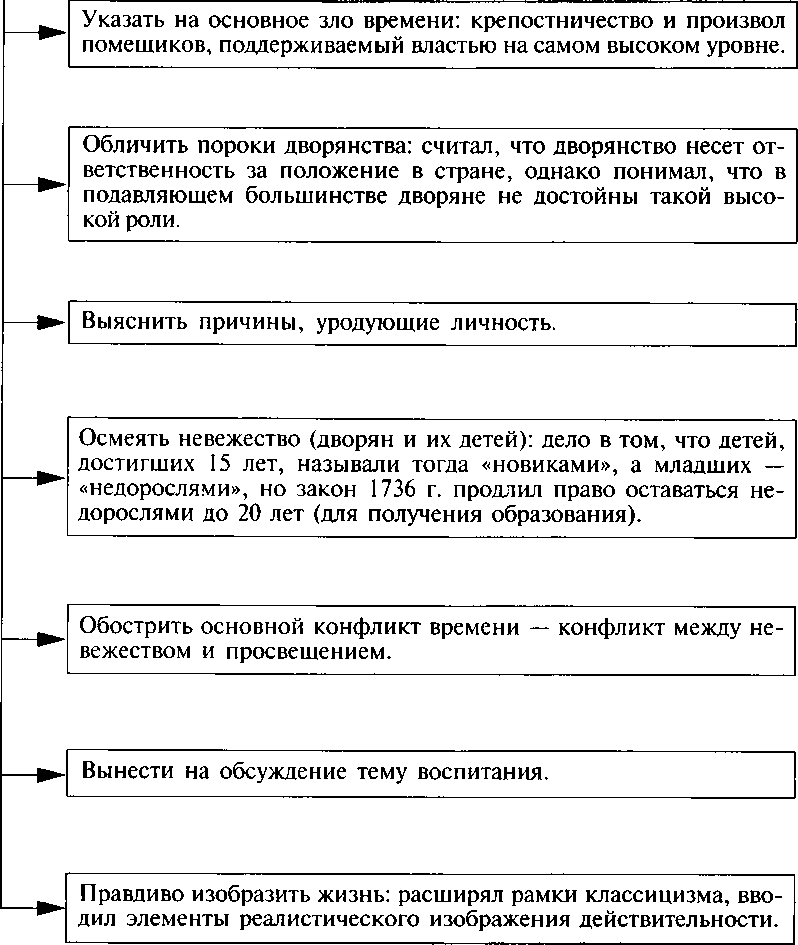 Указать на основное зло времени: крепостничество и произвол
помещиков, поддерживаемый властью на самом высоком уровне.
Обличить пороки дворянства: считал, что дворянство несет от-
ветственность за положение в стране, однако понимал, что в
подавляющем большинстве дворяне не достойны такой высо-
кой роли.
Выяснить причины, уродующие личность.
Осмеять невежество (дворян и их детей): дело в том, что детей,
достигших 15 лет, называли тогда «новиками», а младших —
«недорослями», но закон 1736 г. продлил право оставаться не-
дорослями до 20 лет (для получения образования).
Обострить основной конфликт времени — конфликт между не-
вежеством и просвещением.
Вынести на обсуждение тему воспитания.
Правдиво изобразить жизнь: расширял рамки классицизма, вво-
дил элементы реалистического изображения действительности.